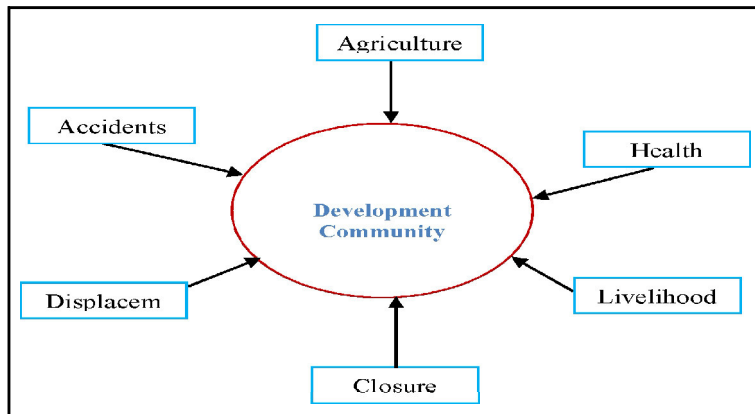 Agriculture
Accidents
Health
Development
Community
Displacem
Livelihood
Closure